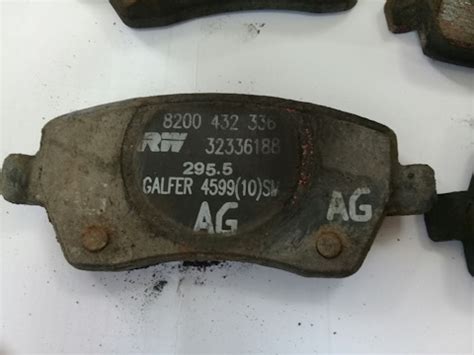 8200 432 336
TRW 32336188
295.5
GALFER 4599(10)SW
AG AG